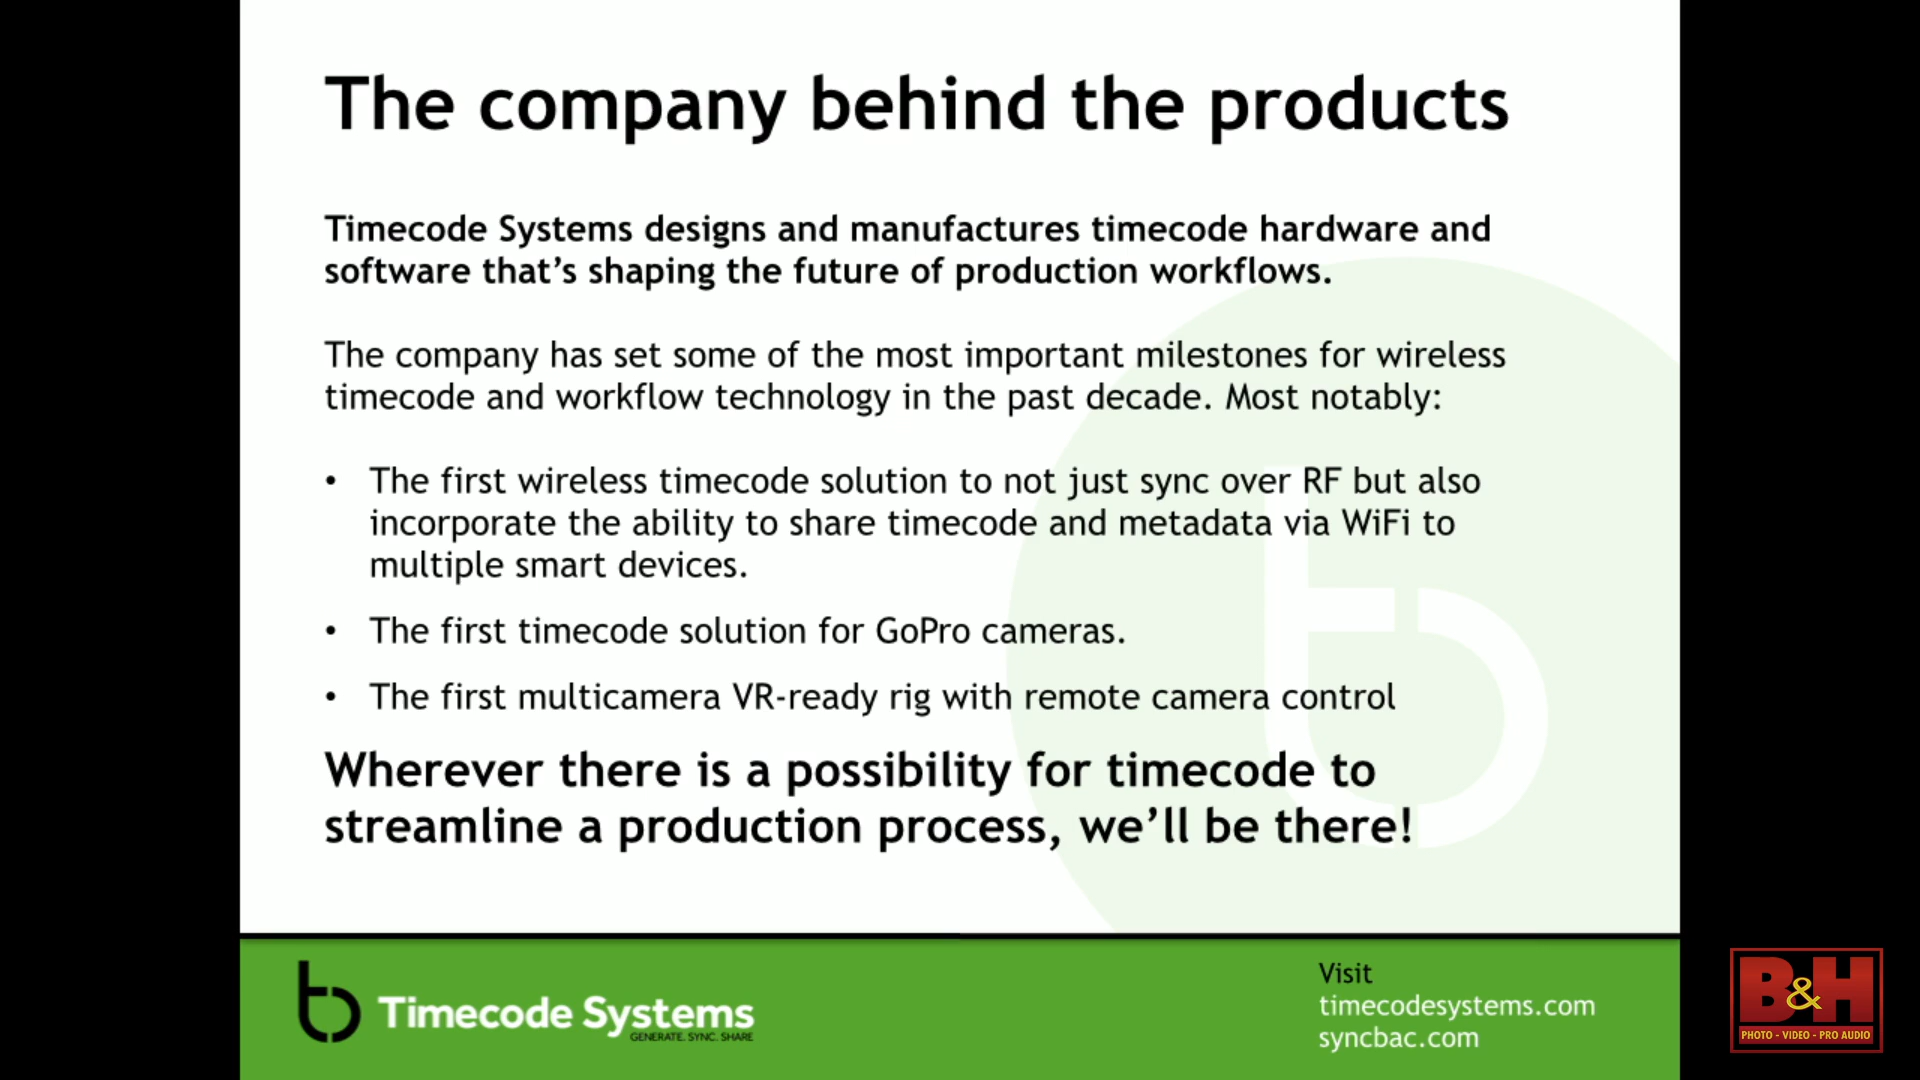 The company behind the products
Timecode Systems designs and manufactures timecode hardware and
software that’s shaping the future of production workflows.
The company has set some of the most important milestones for wireless
timecode and workflow technology in the past decade. Most notably:
• The first wireless timecode solution to not just sync over RF but also
incorporate the ability to share timecode and metadata via WiFi to
multiple smart devices.
• The first timecode solution for GoPro cameras.
• The first multicamera VR-ready rig with remote camera control
Wherever there is a possibility for timecode to
streamline a production process, we’ll be there!
Timecode Systems
GENERATE. SYNC. SHARE
Visit
timecodesystems.com
syncbac.com
B&H
PHOTO - VIDEO - PRO AUDIO